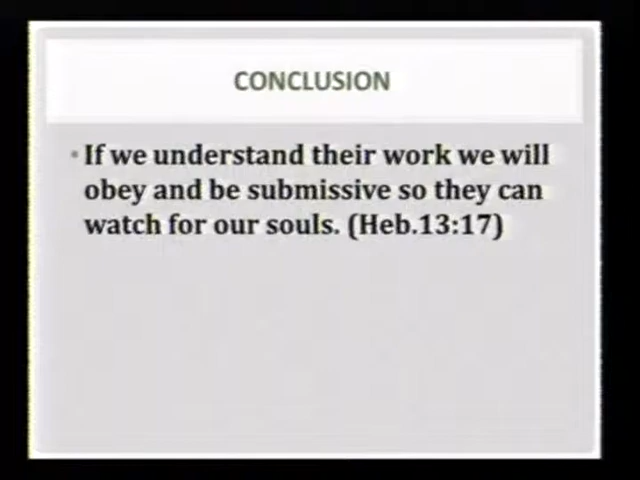 CONCLUSION
If we understand their work we will
obey and be submissive so they can
watch for our souls. (Heb.13:17)